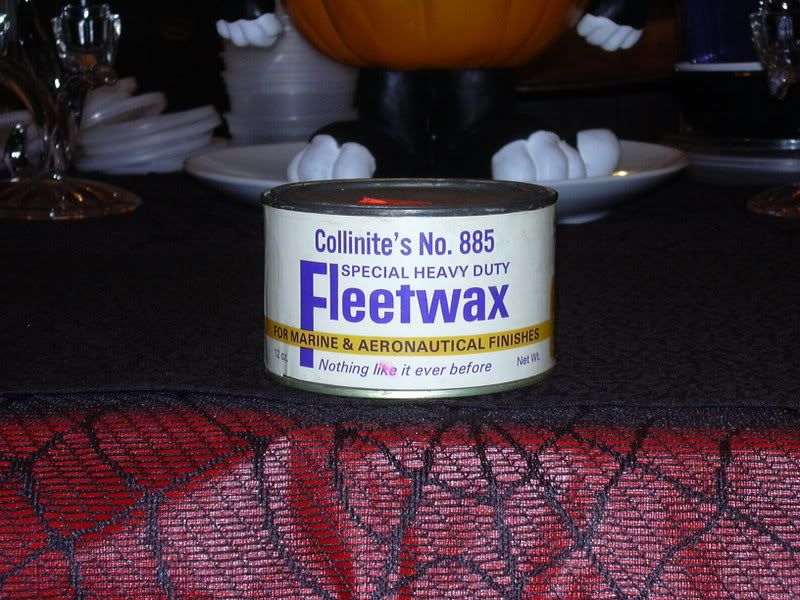 Collinite's No. 885
SPECIAL HEAVY DUTY
Fleetwax
FOR MARINE & AERONAUTICAL FINISHES
12 oz. Net Wt.
Nothing like it ever before